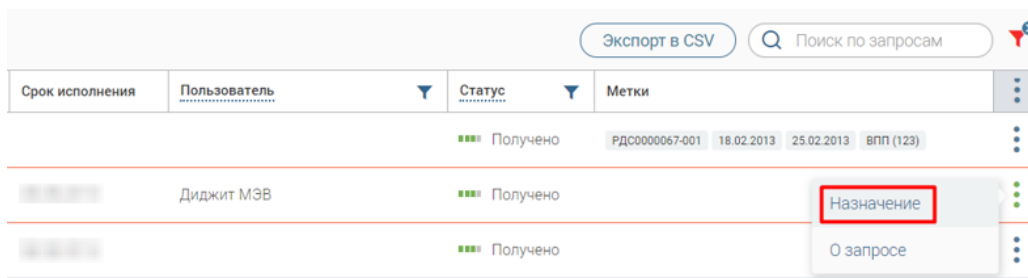 Экспорт в CSV Поиск по запросам
Срок исполнения Пользователь Статус Метки
Получено РДС0000067-001 18.02.2013 25.02.2013 ВПП (123)
Диджит МЭВ Получено
Назначение
Получено
О запросе